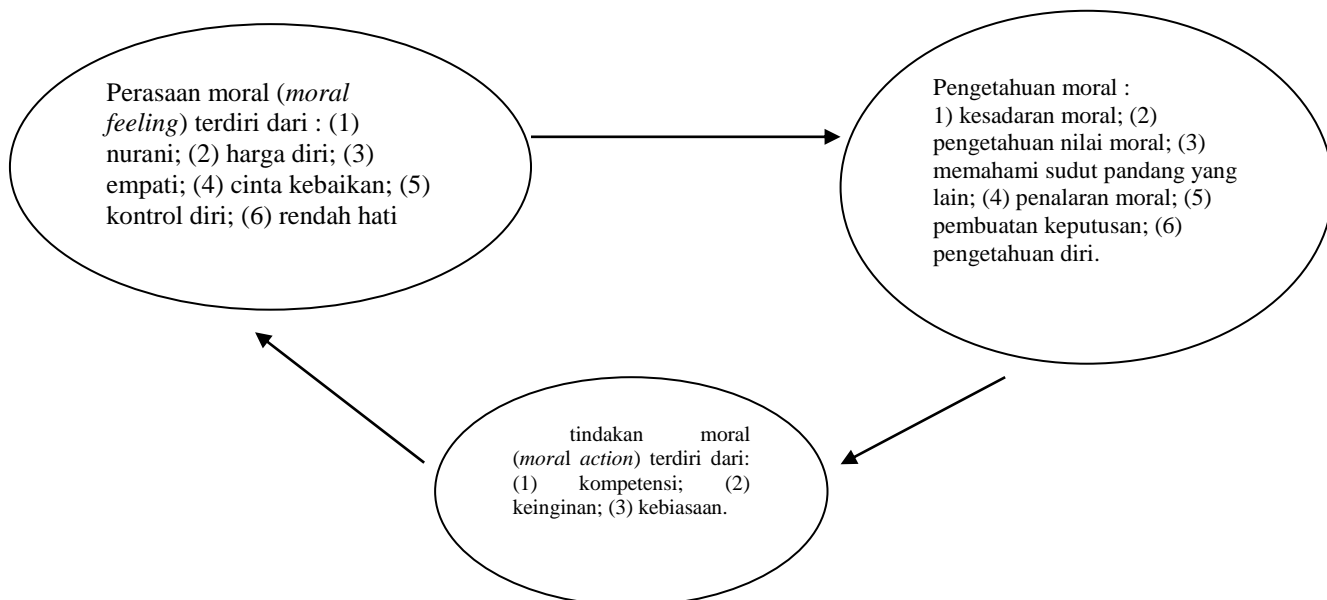 Perasaan moral (moral
feeling) terdiri dari : (1)
nurani; (2) harga diri; (3)
empati; (4) cinta kebaikan; (5)
kontrol diri; (6) rendah hati
Pengetahuan moral :
1) kesadaran moral; (2)
pengetahuan nilai moral; (3)
memahami sudut pandang yang
lain; (4) penalaran moral; (5)
pembuatan keputusan; (6)
pengetahuan diri.
tindakan moral
(moral action) terdiri dari:
(1) kompetensi; (2)
keinginan; (3) kebiasaan.